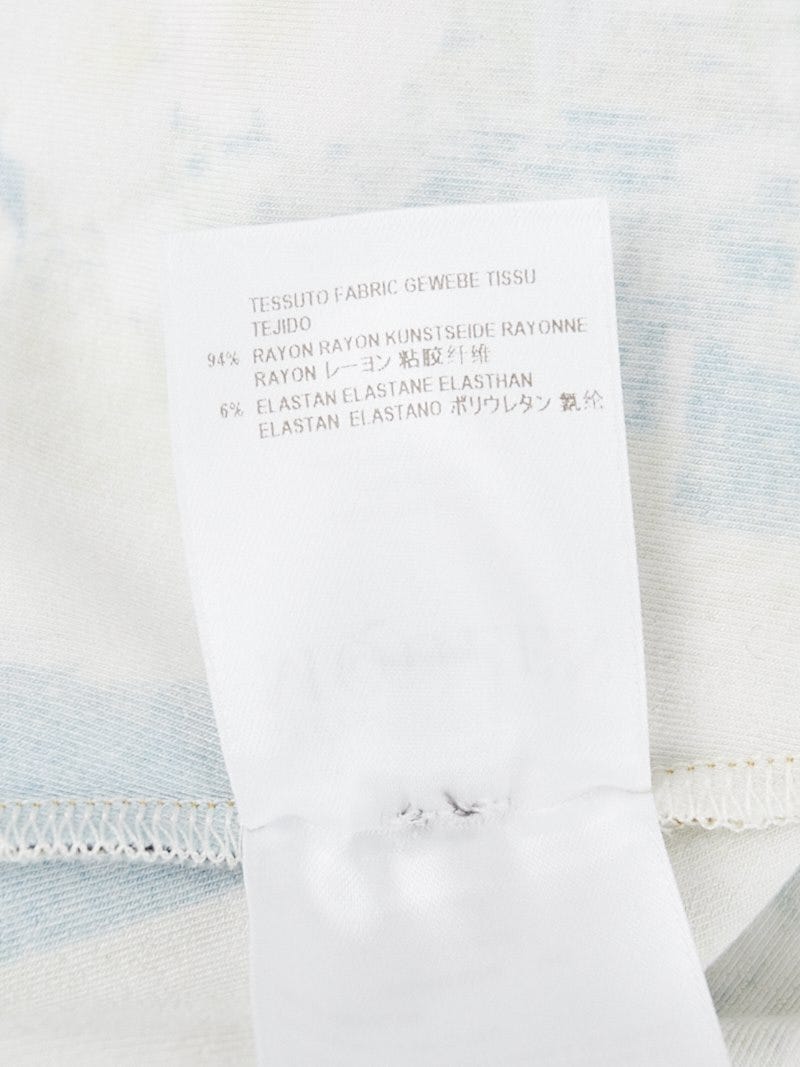 TESSUTO FABRIC GEWEBE TISSU
TEJIDO
94% RAYON RAYON KUNSTSEIDE RAYONNE
RAYON レーヨン 粘胶纤维
6% ELASTAN ELASTANE ELASTHAN
ELASTAN ELASTANO ポリウレタン 氨纶